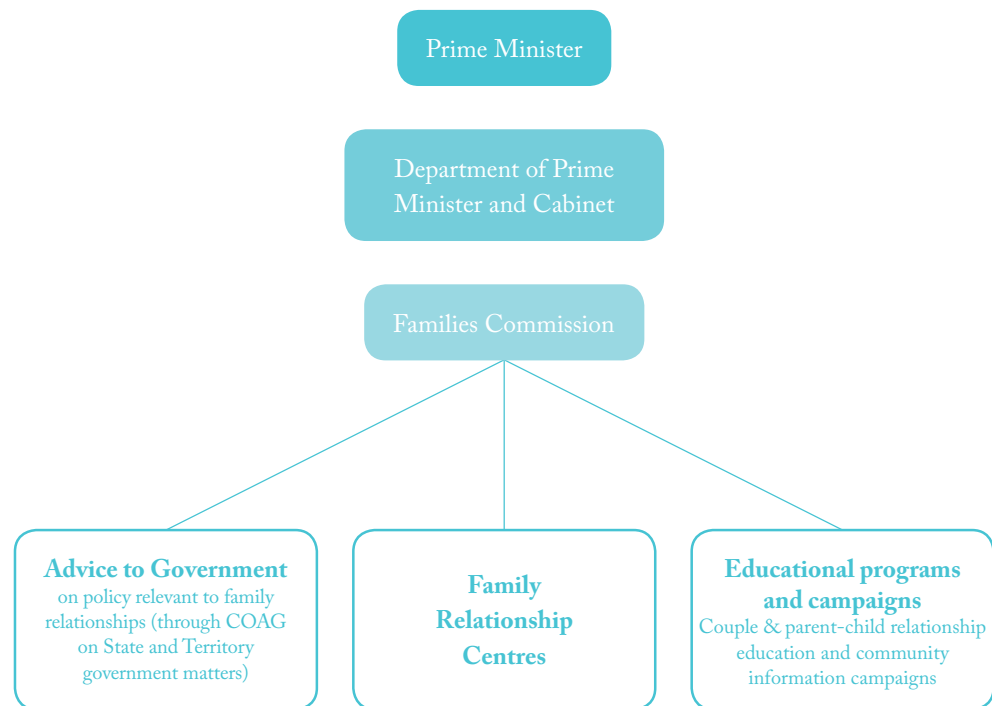 Prime Minister
Department of Prime
Minister and Cabinet
Families Commission
Advice to Government
on policy relevant to family
relationships (through COAG
on State and Territory
government matters)
Family
Relationship
Centres
Educational programs
and campaigns
Couple & parent-child relationship
education and community
information campaigns